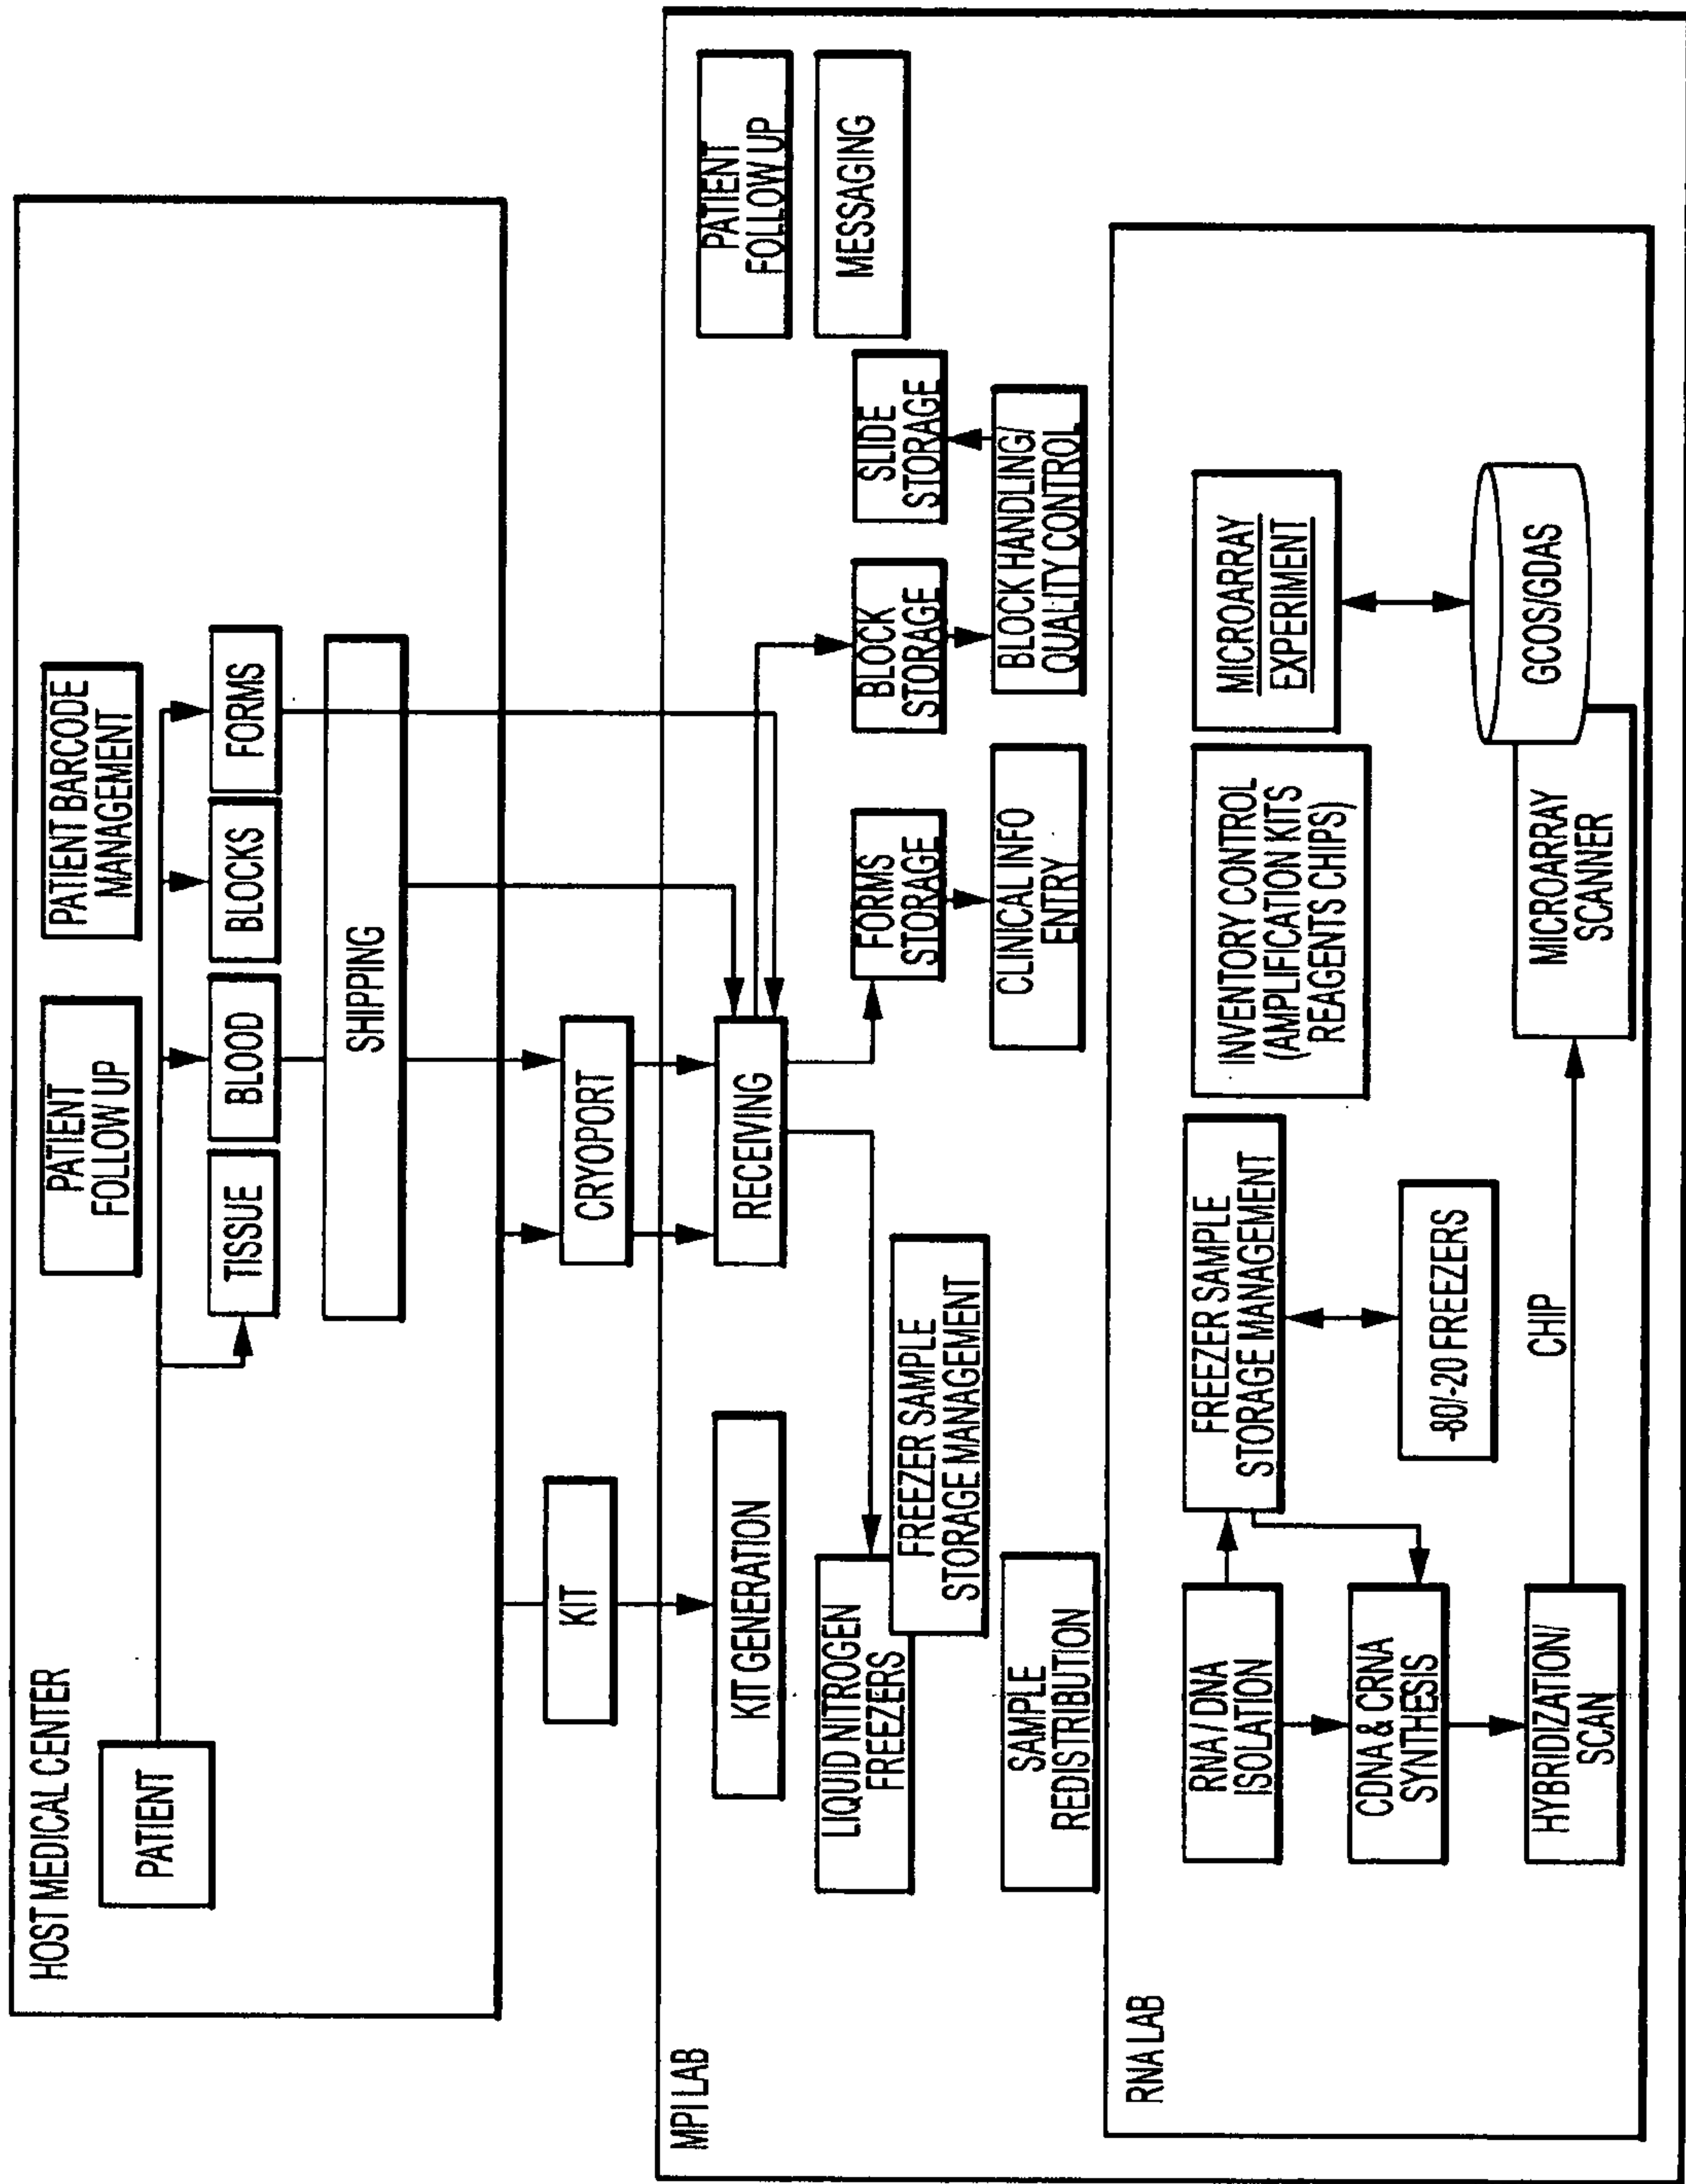 HOST MEDICAL CENTER
PATIENT
PATIENT
FOLLOW UP
PATIENT BARCODE
MANAGEMENT
TISSUE
BLOOD
BLOCKS
FORMS
SHIPPING
KIT
CRYOPORT
MPI LAB
KIT GENERATION
RECEIVING
PATIENT
FOLLOW UP
MESSAGING
LIQUID NITROGEN
FREEZERS
FREEZER SAMPLE
STORAGE MANAGEMENT
FORMS
STORAGE
BLOCK
STORAGE
SLIDE
STORAGE
SAMPLE
REDISTRIBUTION
CLINICAL INFO
ENTRY
BLOCK HANDLING/
QUALITY CONTROL
RNA LAB
RNA / DNA
ISOLATION
FREEZER SAMPLE
STORAGE MANAGEMENT
INVENTORY CONTROL
(AMPLIFICATION KITS
REAGENTS CHIPS)
MICROARRAY
EXPERIMENT
CDNA & CRNA
SYNTHESIS
-80/-20 FREEZERS
HYBRIDIZATION/
SCAN
CHIP
MICROARRAY
SCANNER
GCOS/GDAS